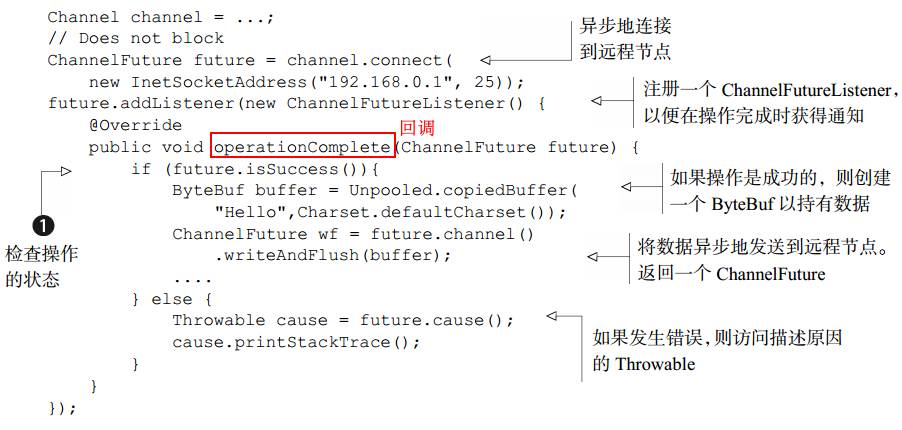 Channel channel = ...;
// Does not block
ChannelFuture future = channel.connect(
new InetSocketAddress("192.168.0.1", 25));
future.addListener(new ChannelFutureListener() {
@Override
public void operationComplete(ChannelFuture future) {
if (future.isSuccess()){
ByteBuf buffer = Unpooled.copiedBuffer(
"Hello",Charset.defaultCharset());
ChannelFuture wf = future.channel()
.writeAndFlush(buffer);
....
} else {
Throwable cause = future.cause();
cause.printStackTrace();
}
}
});
异步地连接
到远程节点
注册一个 ChannelFutureListener,
以便在操作完成时获得通知
回调
如果操作是成功的，则创建
一个 ByteBuf 以持有数据
❶
检查操作
的状态
将数据异步地发送到远程节点。
返回一个 ChannelFuture
如果发生错误，则访问描述原因
的 Throwable